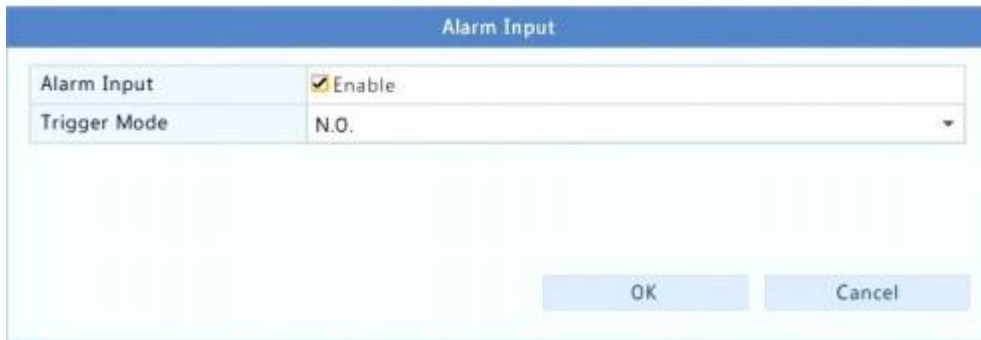 Alarm Input
Alarm Input Enable
Trigger Mode N.O.
OK Cancel